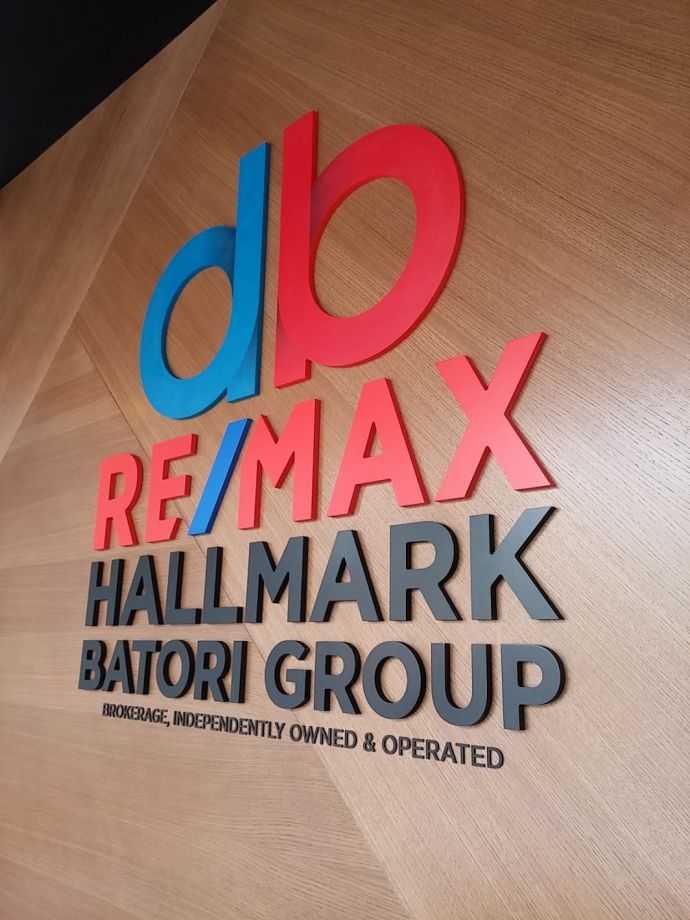 db
RE/MAX
HALLMARK
BATORI GROUP
BROKERAGE, INDEPENDENTLY OWNED & OPERATED